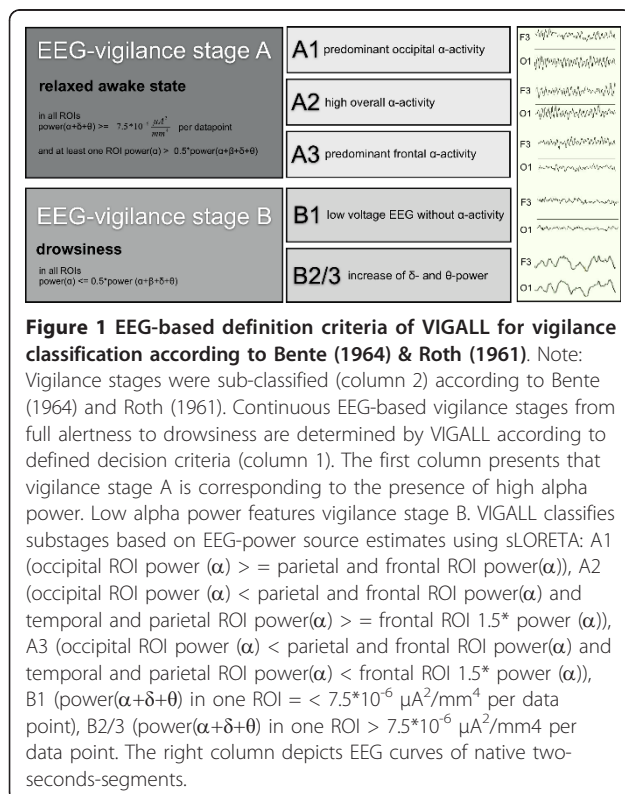 EEG-vigilance stage A
relaxed awake state
in all ROIs
power(α+δ+θ) >= 7.5*10 μA² / mm⁴ per datapoint
and at least one ROI power(α) > 0.5*power(α+β+δ+θ)
A1 predominant occipital α-activity
A2 high overall α-activity
A3 predominant frontal α-activity
F3
O1
F3
O1
F3
O1
EEG-vigilance stage B
drowsiness
in all ROIs
power(α) <= 0.5*power (α+β+δ+θ)
B1 low voltage EEG without α-activity
B2/3 increase of δ- and θ-power
F3
O1
F3
O1
Figure 1 EEG-based definition criteria of VIGALL for vigilance
classification according to Bente (1964) & Roth (1961). Note:
Vigilance stages were sub-classified (column 2) according to Bente
(1964) and Roth (1961). Continuous EEG-based vigilance stages from
full alertness to drowsiness are determined by VIGALL according to
defined decision criteria (column 1). The first column presents that
vigilance stage A is corresponding to the presence of high alpha
power. Low alpha power features vigilance stage B. VIGALL classifies
substages based on EEG-power source estimates using sLORETA: A1
(occipital ROI power (α) > = parietal and frontal ROI power(α)), A2
(occipital ROI power (α) < parietal and frontal ROI power(α) and
temporal and parietal ROI power(α) > = frontal ROI 1.5* power (α)),
A3 (occipital ROI power (α) < parietal and frontal ROI power(α) and
temporal and parietal ROI power(α) < frontal ROI 1.5* power (α)),
B1 (power(α+δ+θ) in one ROI = < 7.5*10⁻⁶ μA²/mm⁴ per data
point), B2/3 (power(α+δ+θ) in one ROI > 7.5*10⁻⁶ μA²/mm4 per
data point. The right column depicts EEG curves of native two-
seconds-segments.